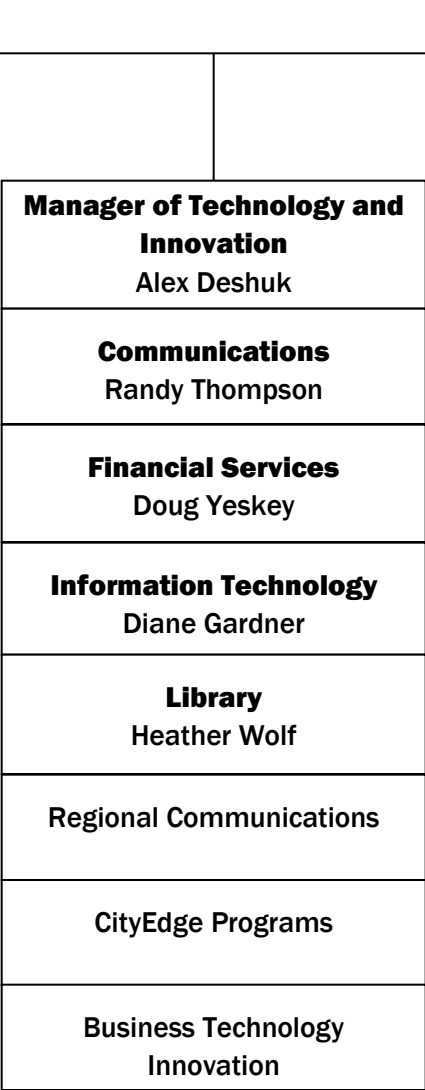 Manager of Technology and
Innovation
Alex Deshuk
Communications
Randy Thompson
Financial Services
Doug Yeskey
Information Technology
Diane Gardner
Library
Heather Wolf
Regional Communications
CityEdge Programs
Business Technology
Innovation